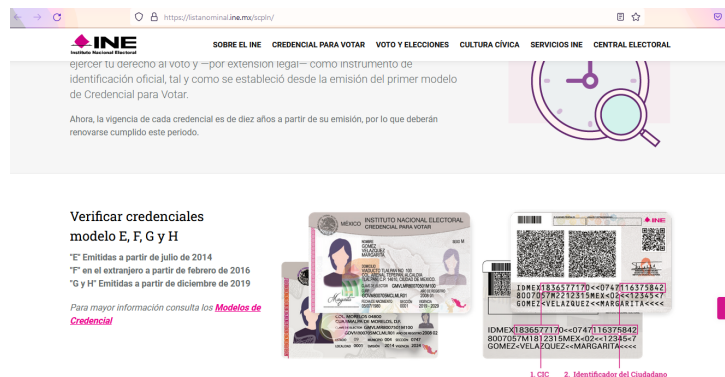 https://listanominal.ine.mx/scpln/
INE
Instituto Nacional Electoral
SOBRE EL INE CREDENCIAL PARA VOTAR VOTO Y ELECCIONES CULTURA CÍVICA SERVICIOS INE CENTRAL ELECTORAL
ejercer tu derecho al voto y —por extensión legal— como instrumento de
identificación oficial, tal y como se estableció desde la emisión del primer modelo
de Credencial para Votar.
Ahora, la vigencia de cada credencial es de diez años a partir de su emisión, por lo que deberán
renovarse cumplido este periodo.
Verificar credenciales
modelo E, F, G y H
"E" Emitidas a partir de julio de 2014
"F" en el extranjero a partir de febrero de 2016
"G y H" Emitidas a partir de diciembre de 2019
Para mayor información consulta los Modelos de
Credencial
MÉXICO INSTITUTO NACIONAL ELECTORAL
CREDENCIAL PARA VOTAR
NOMBRE
GOMEZ
VELAZQUEZ
MARGARITA
SEXO M
DOMICILIO
INE
IDMEX1836577170<<0747116375842
8007057M2212315MEX<02<<12345<7
GOMEZ<VELAZQUEZ<<MARGARITA<<<<
IDMEX1836577170<<0747116375842
8007057M1812315MEX<02<<12345<7
GOMEZ<VELAZQUEZ<<MARGARITA<<<<
1. CIC 2. Identificador del Ciudadano